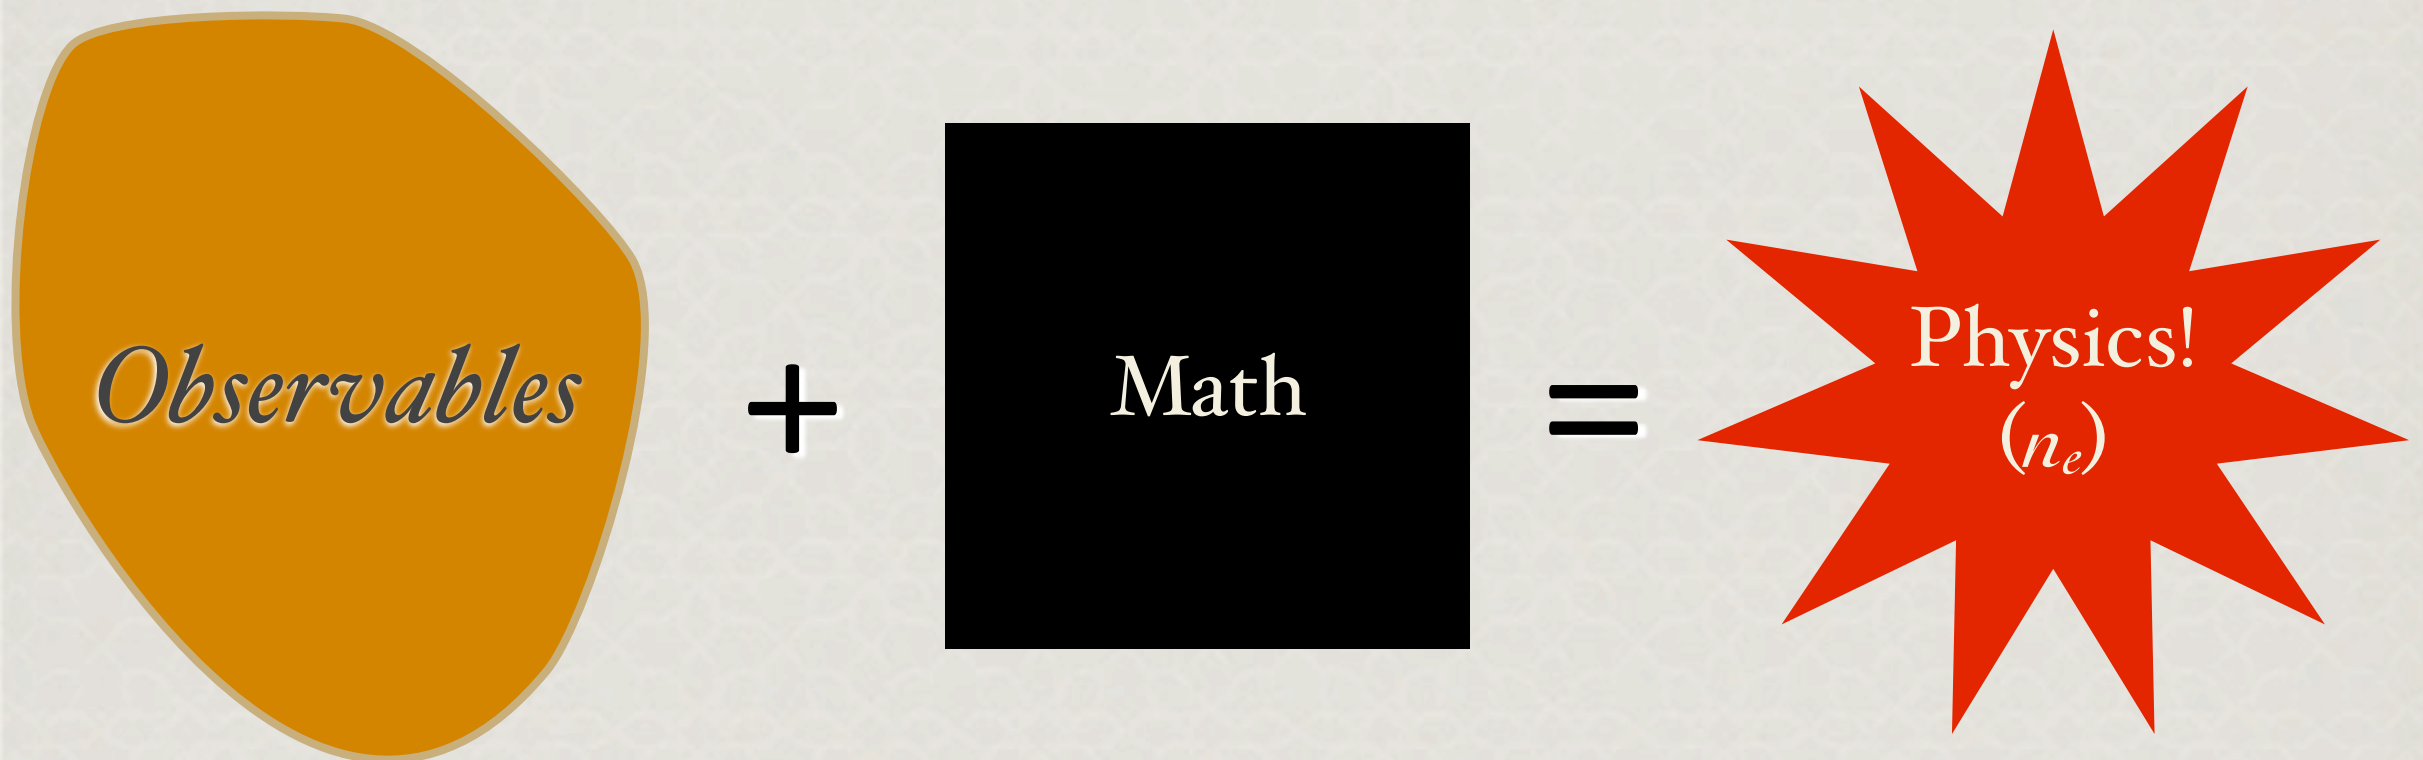 Observables
+
Math
=
Physics!
(nₑ)